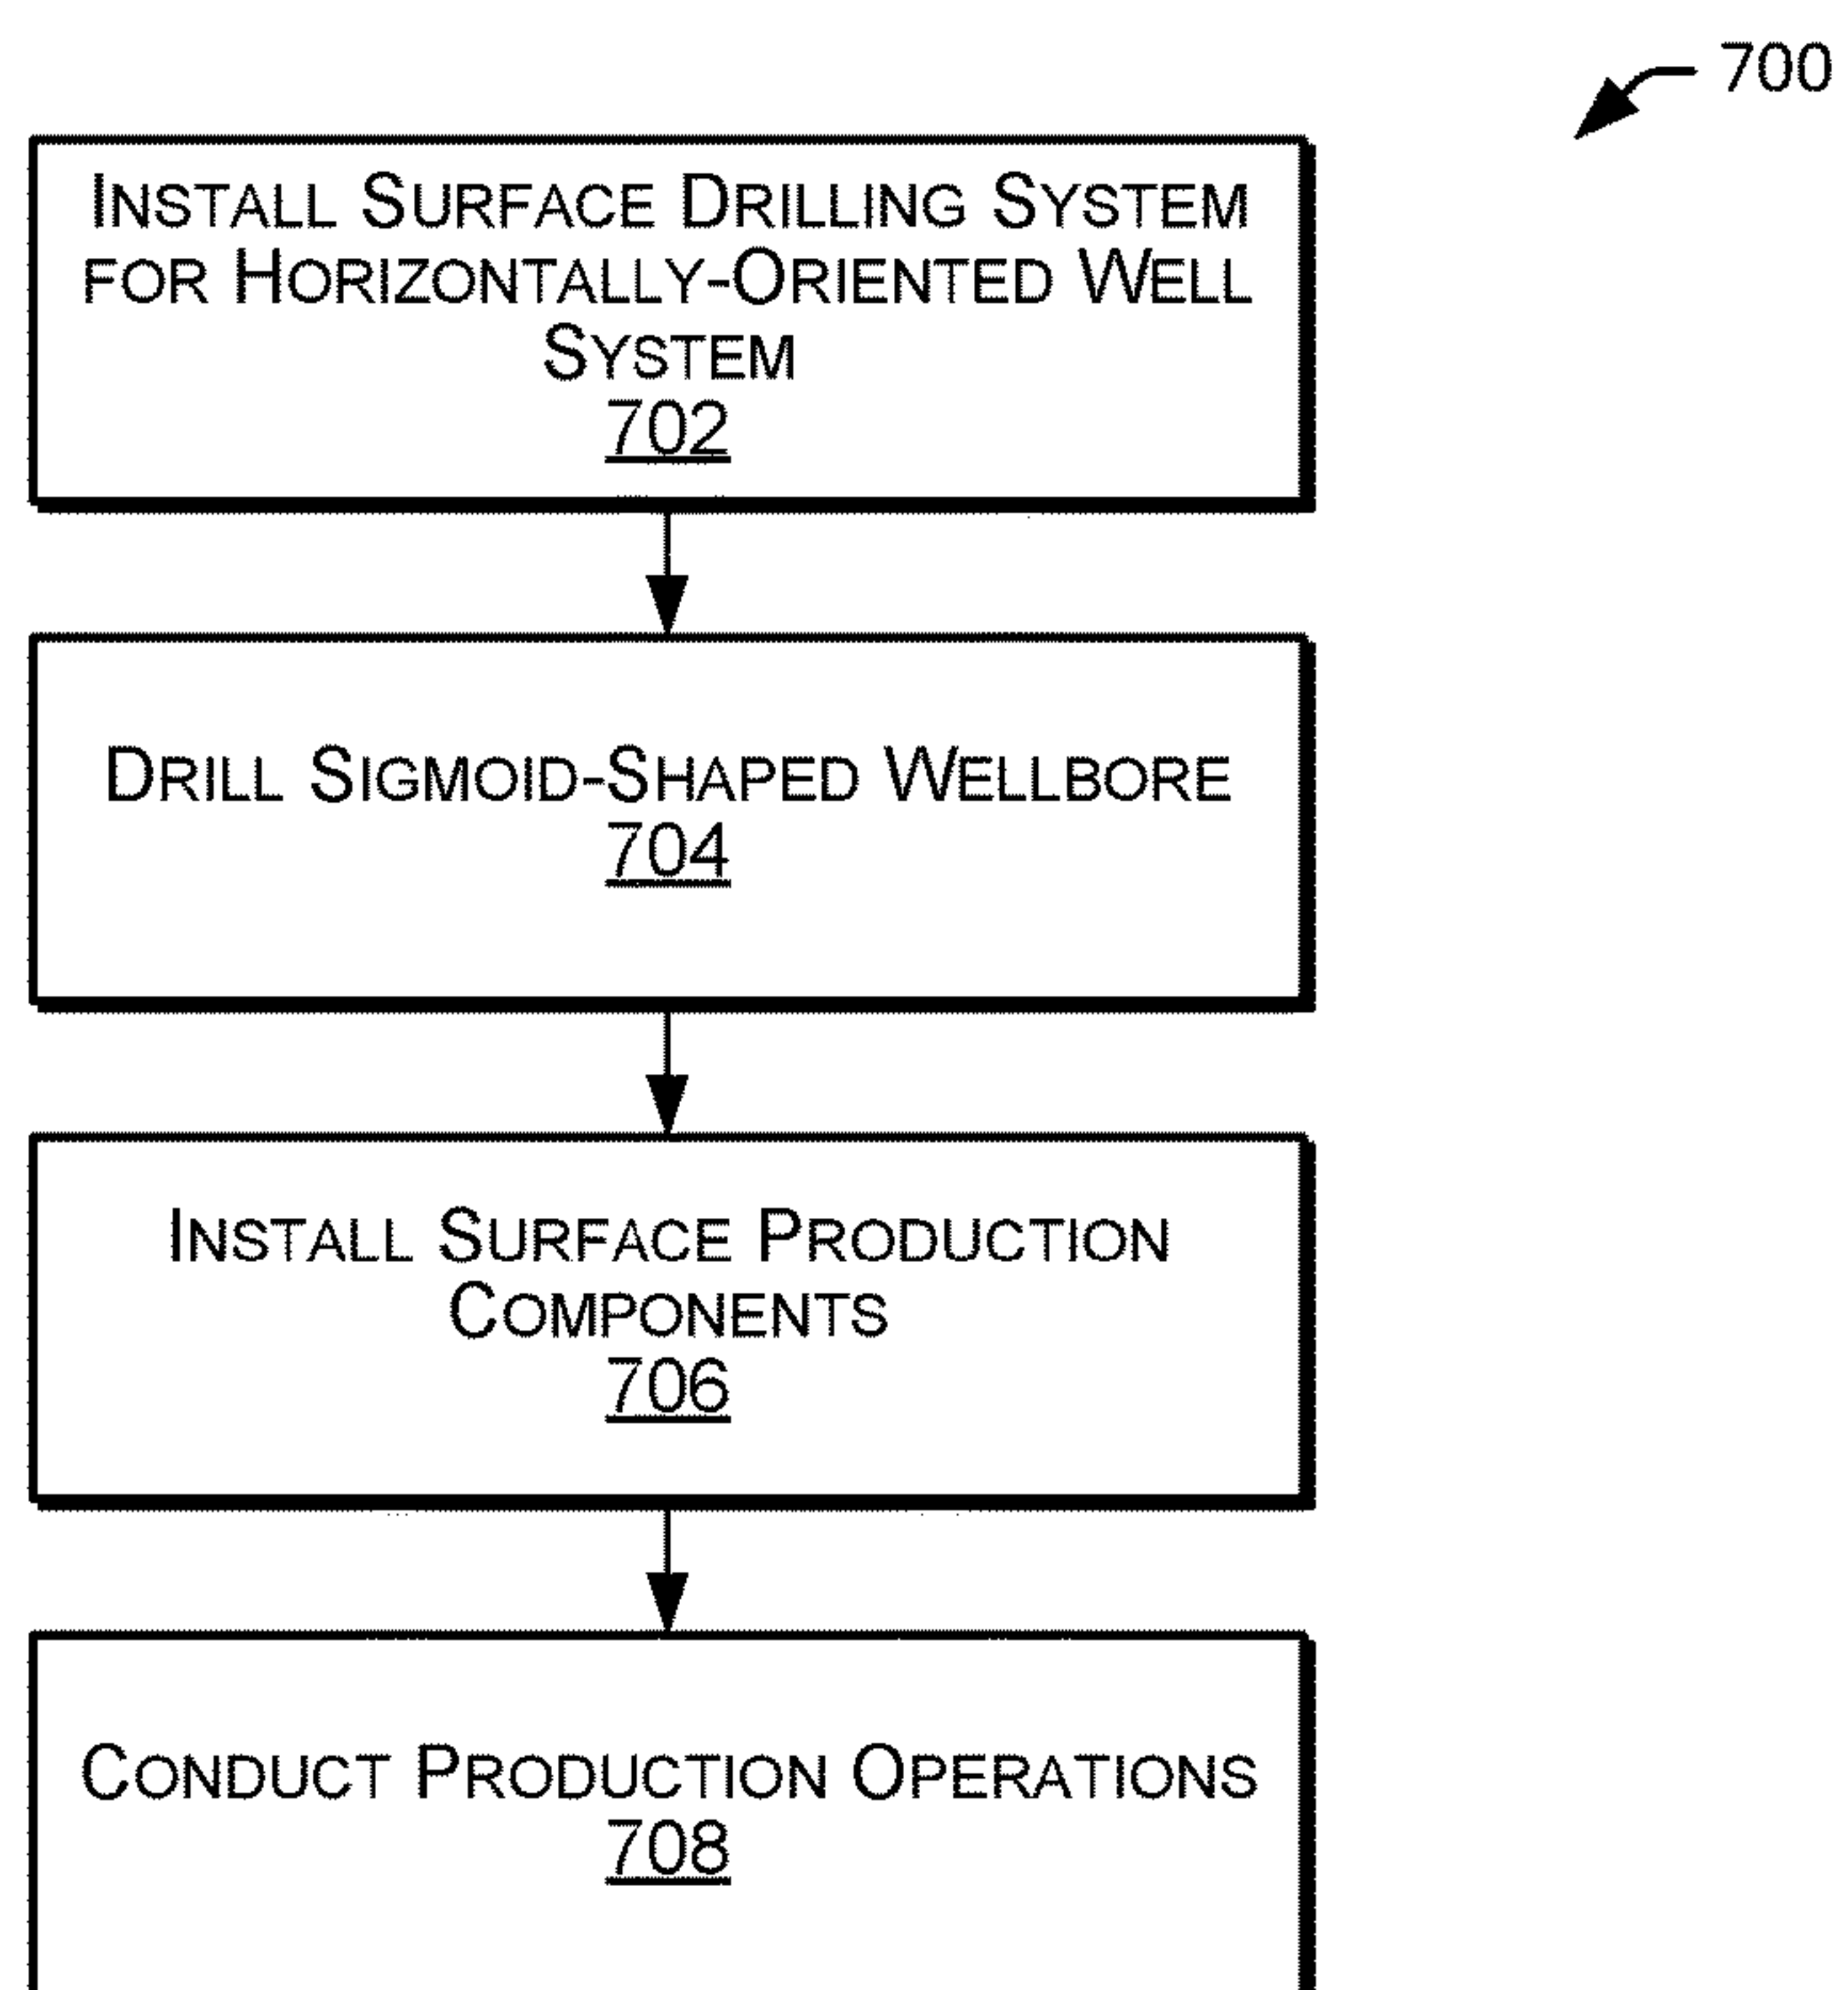 700
INSTALL SURFACE DRILLING SYSTEM
FOR HORIZONTALLY-ORIENTED WELL
SYSTEM
702
DRILL SIGMOID-SHAPED WELLBORE
704
INSTALL SURFACE PRODUCTION
COMPONENTS
706
CONDUCT PRODUCTION OPERATIONS
708